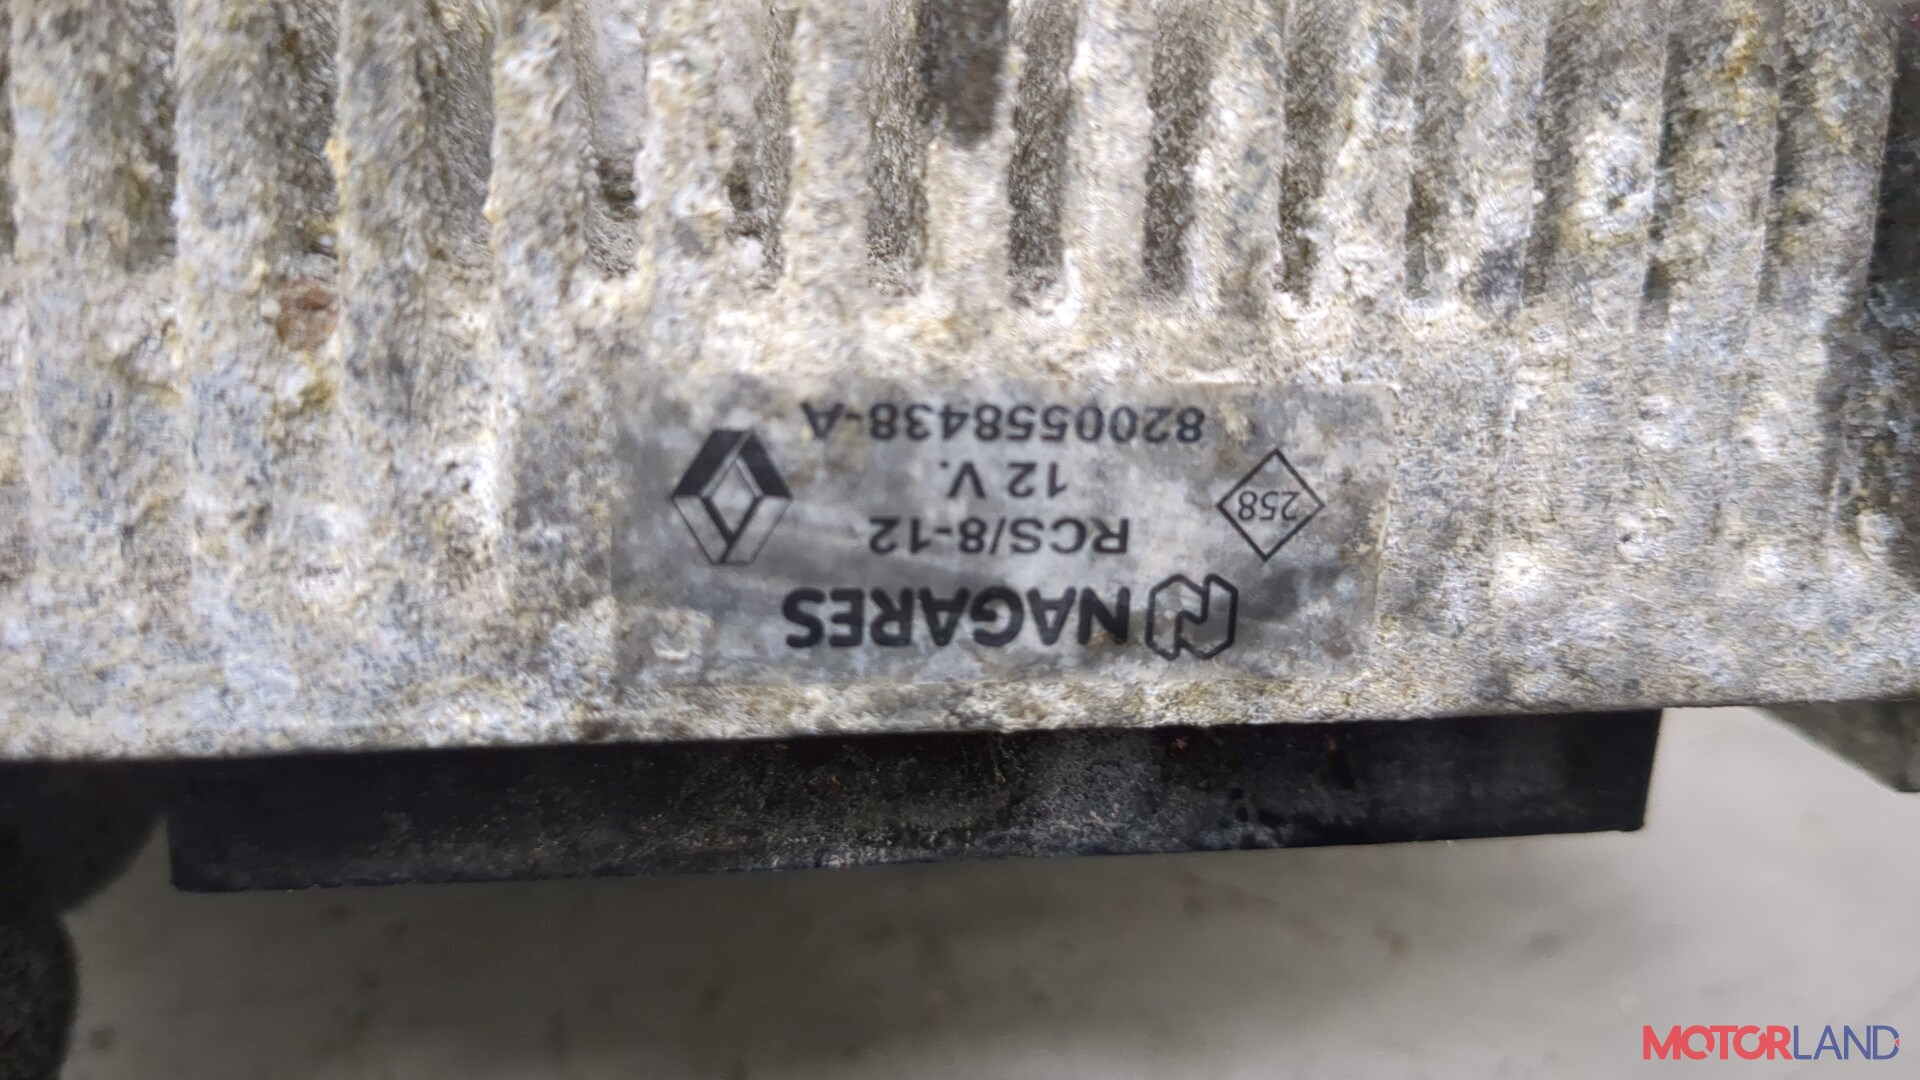 NAGARES
RCS/8-12
12 V.
8200558438-A
258
MOTORLAND